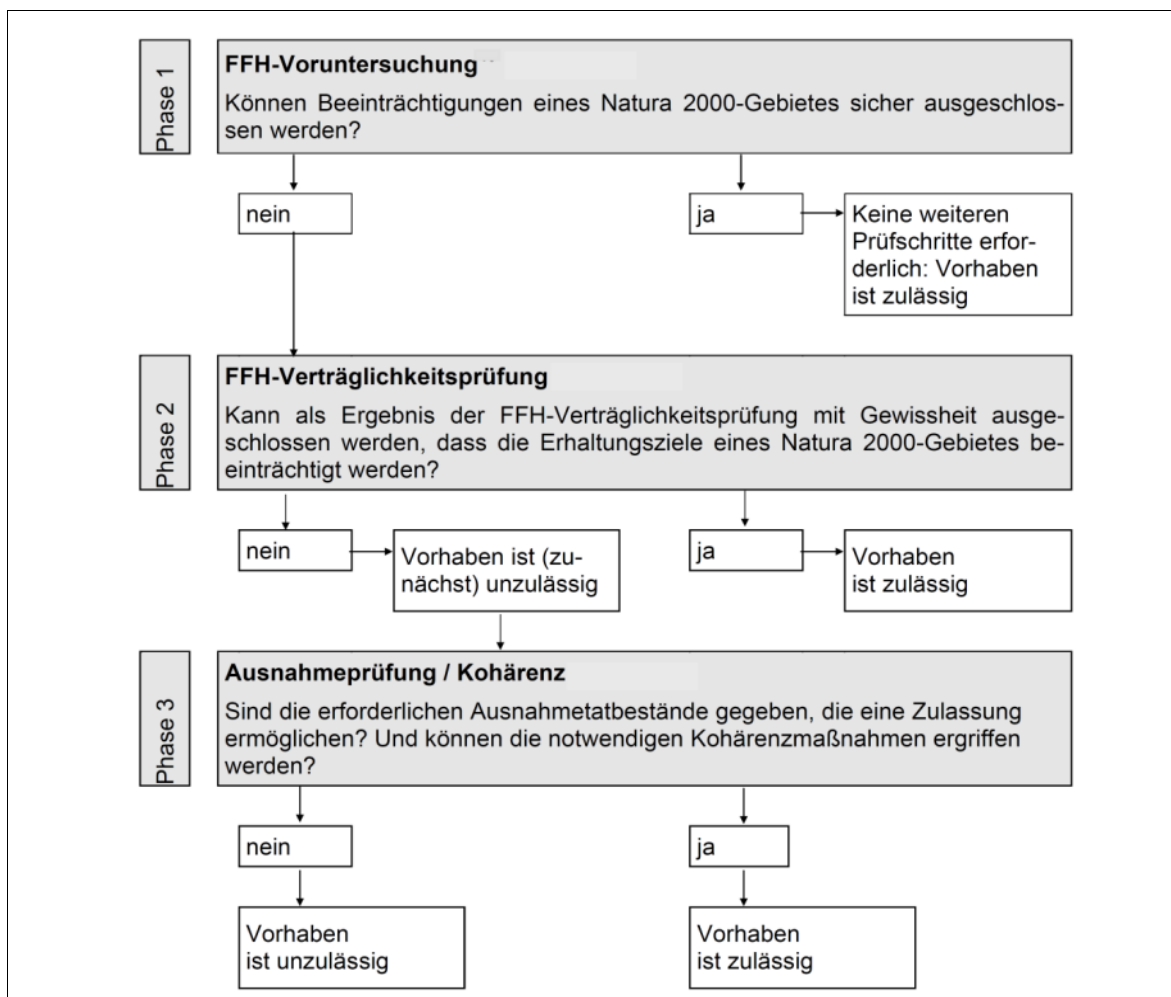 Phase 1
FFH-Voruntersuchung
Können Beeinträchtigungen eines Natura 2000-Gebietes sicher ausgeschlos-
sen werden?
nein
ja
Keine weiteren
Prüfschritte erfor-
derlich: Vorhaben
ist zulässig
Phase 2
FFH-Verträglichkeitsprüfung
Kann als Ergebnis der FFH-Verträglichkeitsprüfung mit Gewissheit ausge-
schlossen werden, dass die Erhaltungsziele eines Natura 2000-Gebietes be-
einträchtigt werden?
nein
Vorhaben ist (zu-
nächst) unzulässig
ja
Vorhaben
ist zulässig
Phase 3
Ausnahmeprüfung / Kohärenz
Sind die erforderlichen Ausnahmetatbestände gegeben, die eine Zulassung
ermöglichen? Und können die notwendigen Kohärenzmaßnahmen ergriffen
werden?
nein
ja
Vorhaben
ist unzulässig
Vorhaben
ist zulässig